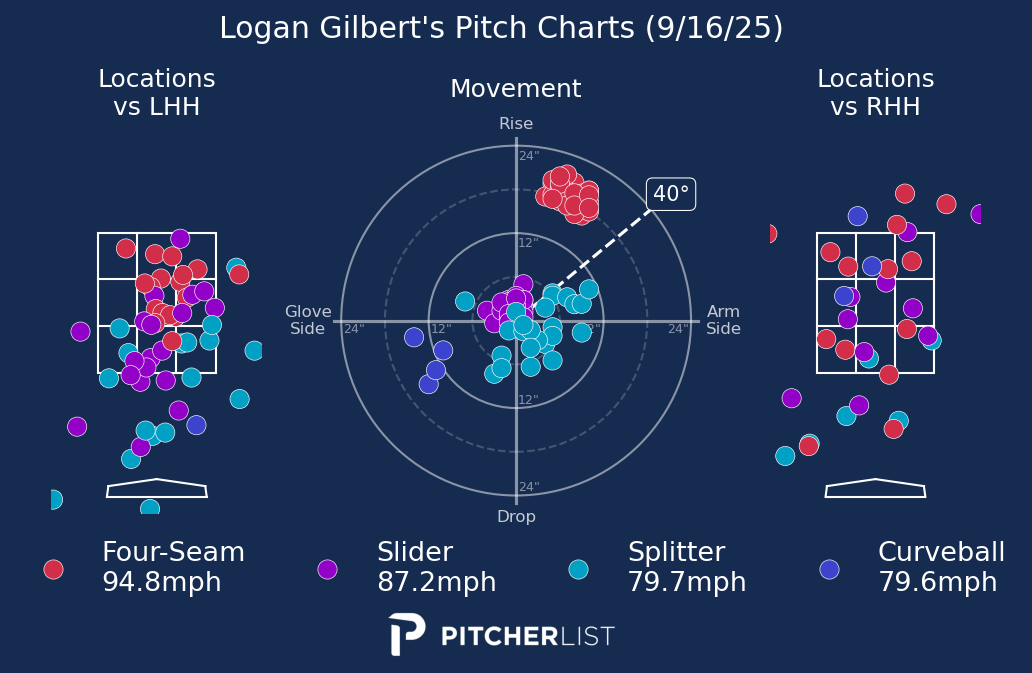 Logan Gilbert's Pitch Charts (9/16/25)
Locations
vs LHH
Movement
Locations
vs RHH
Rise
24"
40°
12"
Glove
Side
24"
12"
2"
24"
Arm
Side
12"
24"
Drop
Four-Seam
94.8mph
Slider
87.2mph
Splitter
79.7mph
Curveball
79.6mph
PITCHERLIST